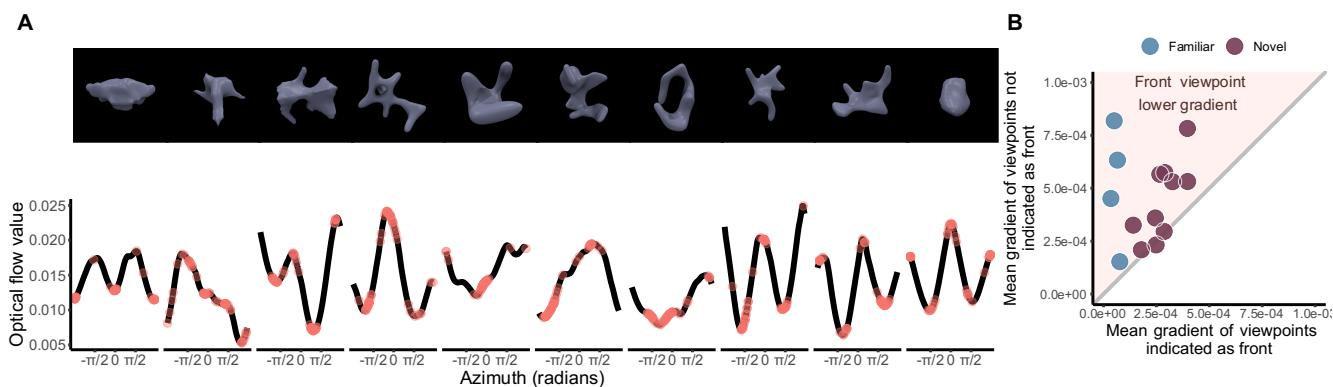 A
Optical flow value
0.025
0.020
0.015
0.010
0.005
-π/2 0 π/2 -π/2 0 π/2 -π/2 0 π/2 -π/2 0 π/2 -π/2 0 π/2 -π/2 0 π/2 -π/2 0 π/2 -π/2 0 π/2 -π/2 0 π/2 -π/2 0 π/2
Azimuth (radians)
B
Familiar Novel
Front viewpoint
lower gradient
Mean gradient of viewpoints not
indicated as front
1.0e-03
7.5e-04
5.0e-04
2.5e-04
0.0e+00
0.0e+00 2.5e-04 5.0e-04 7.5e-04 1.0e-03
Mean gradient of viewpoints
indicated as front